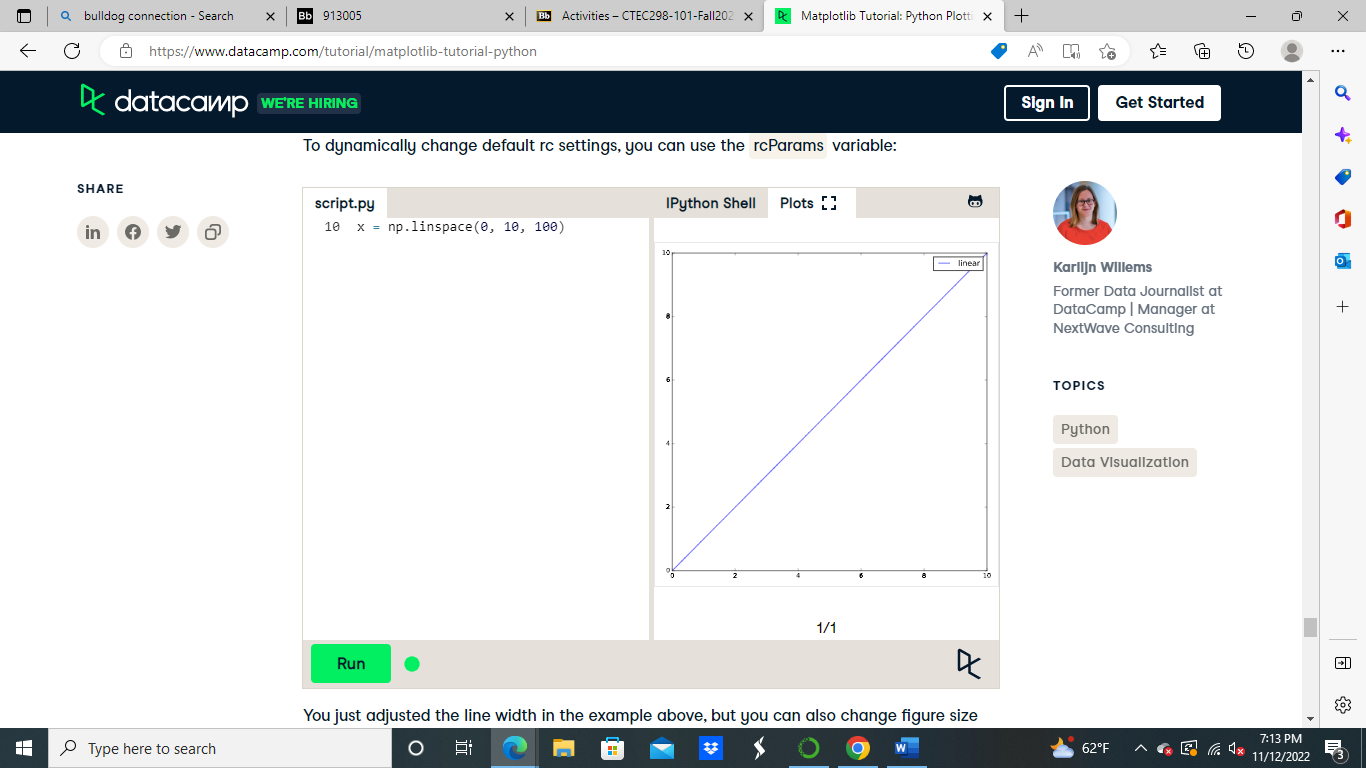 bulldog connection - Search
Bb 913005
Bb Activities – CTEC298-101-Fall202
Matplotlib Tutorial: Python Plott
https://www.datacamp.com/tutorial/matplotlib-tutorial-python
datacamp WE'RE HIRING
Sign In
Get Started
To dynamically change default rc settings, you can use the rcParams variable:
SHARE
script.py
10 x = np.linspace(0, 10, 100)
Run
IPython Shell
Plots
linear
10
8
6
4
2
0
0 2 4 6 8 10
1/1
You just adjusted the line width in the example above, but you can also change figure size
Karlijn Willems
Former Data Journalist at
DataCamp | Manager at
NextWave Consulting
TOPICS
Python
Data Visualization
Type here to search
62°F
7:13 PM
11/12/2022
3